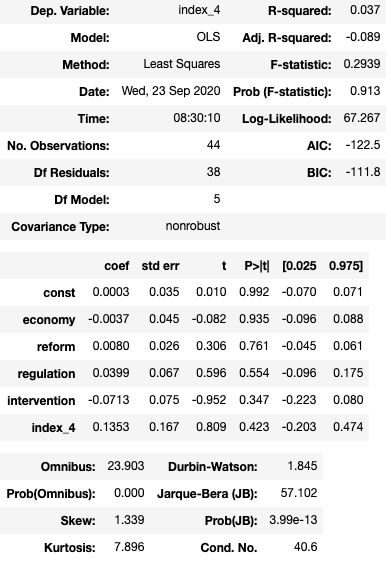 Dep. Variable: index_4 R-squared: 0.037
Model: OLS Adj. R-squared: -0.089
Method: Least Squares F-statistic: 0.2939
Date: Wed, 23 Sep 2020 Prob (F-statistic): 0.913
Time: 08:30:10 Log-Likelihood: 67.267
No. Observations: 44 AIC: -122.5
Df Residuals: 38 BIC: -111.8
Df Model: 5
Covariance Type: nonrobust
coef std err t P>|t| [0.025 0.975]
const 0.0003 0.035 0.010 0.992 -0.070 0.071
economy -0.0037 0.045 -0.082 0.935 -0.096 0.088
reform 0.0080 0.026 0.306 0.761 -0.045 0.061
regulation 0.0399 0.067 0.596 0.554 -0.096 0.175
intervention -0.0713 0.075 -0.952 0.347 -0.223 0.080
index_4 0.1353 0.167 0.809 0.423 -0.203 0.474
Omnibus: 23.903 Durbin-Watson: 1.845
Prob(Omnibus): 0.000 Jarque-Bera (JB): 57.102
Skew: 1.339 Prob(JB): 3.99e-13
Kurtosis: 7.896 Cond. No. 40.6